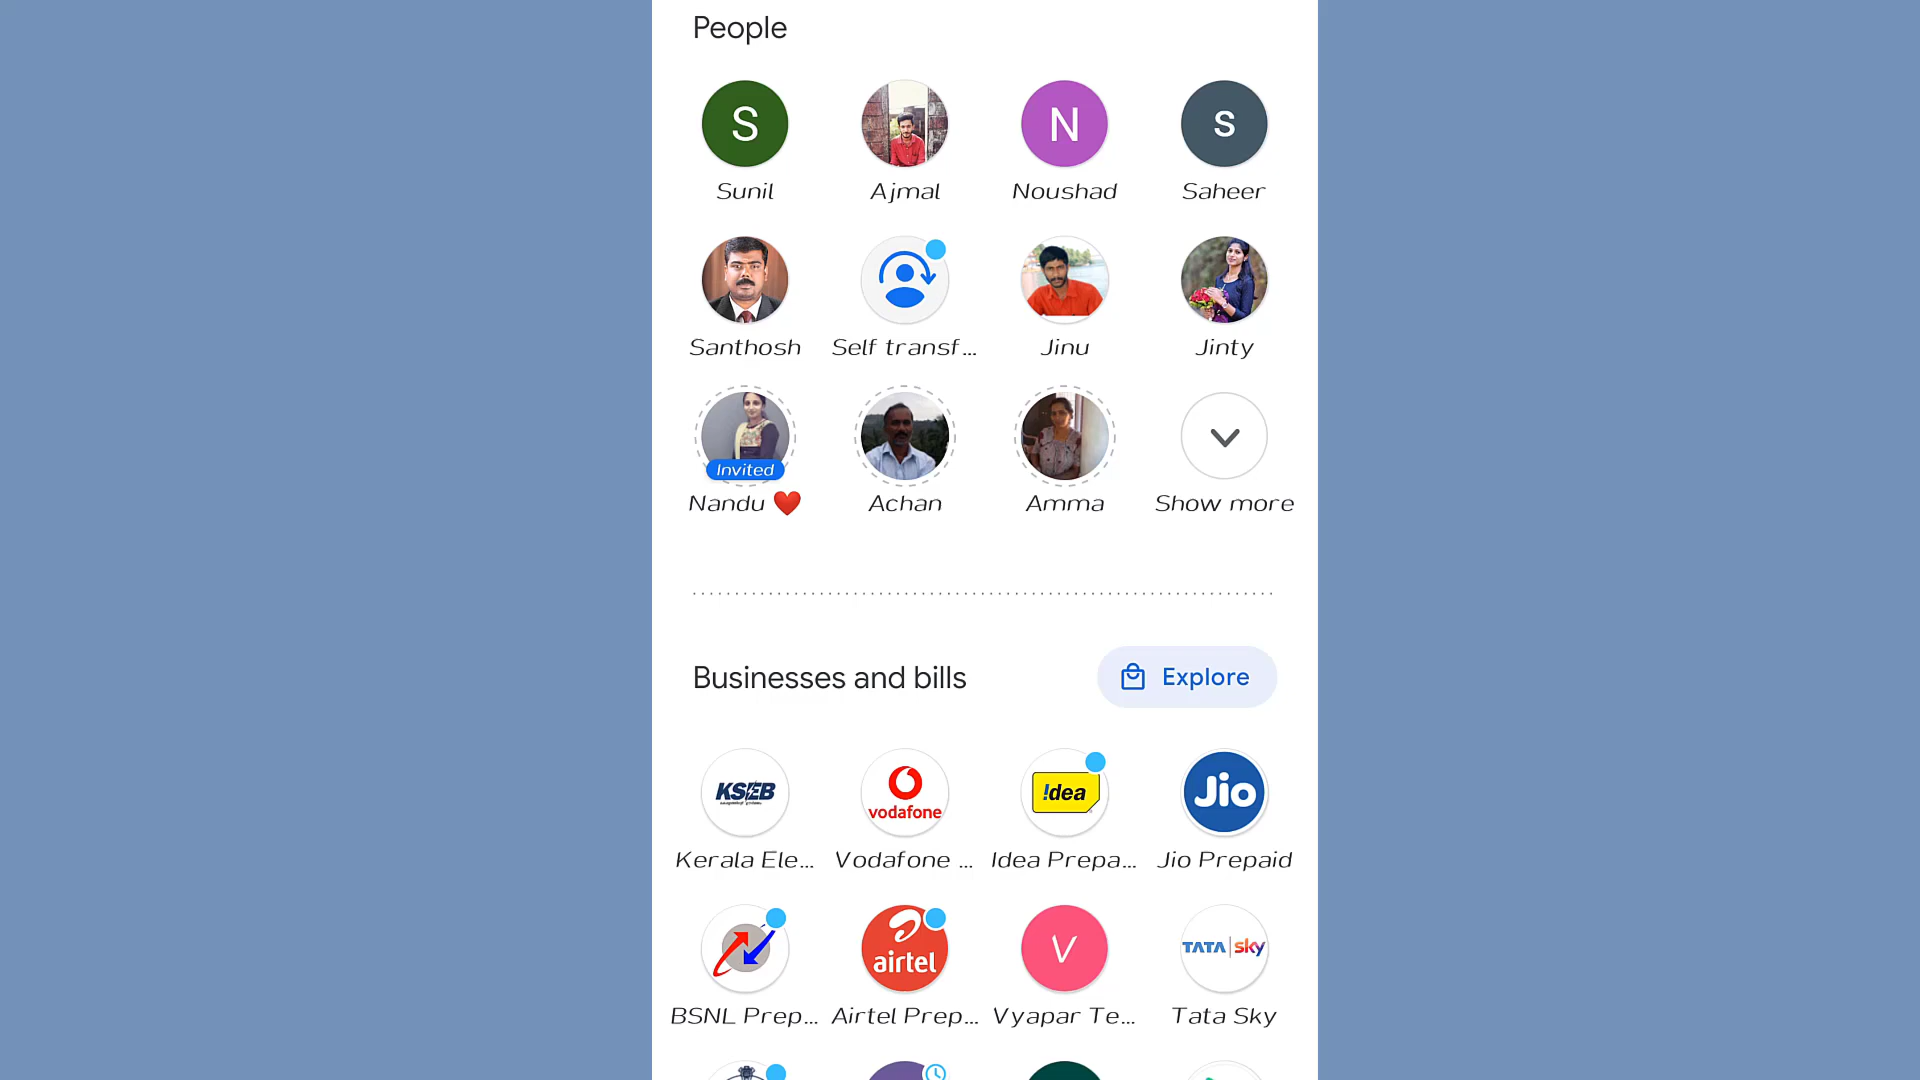 People
S
N
s
Sunil
Ajmal
Noushad
Saheer
Santhosh
Self transf...
Jinu
Jinty
Invited
Nandu ❤️
Achan
Amma
Show more
Businesses and bills
Explore
KSEB
vodafone
!dea
Jio
Kerala Ele...
Vodafone ...
Idea Prepa...
Jio Prepaid
airtel
V
TATA sky
BSNL Prep...
Airtel Prep...
Vyapar Te...
Tata Sky